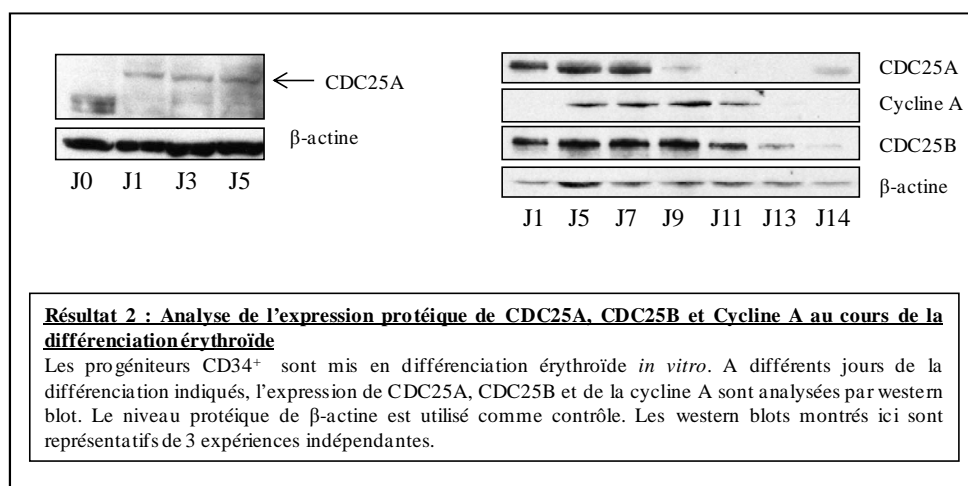 CDC25A
β-actine
J0 J1 J3 J5
CDC25A
Cycline A
CDC25B
β-actine
J1 J5 J7 J9 J11 J13 J14
Résultat 2 : Analyse de l'expression protéique de CDC25A, CDC25B et Cycline A au cours de la
différenciation érythroïde
Les progéniteurs CD34⁺ sont mis en différenciation érythroïde in vitro. A différents jours de la
différenciation indiqués, l'expression de CDC25A, CDC25B et de la cycline A sont analysées par western
blot. Le niveau protéique de β-actine est utilisé comme contrôle. Les western blots montrés ici sont
représentatifs de 3 expériences indépendantes.